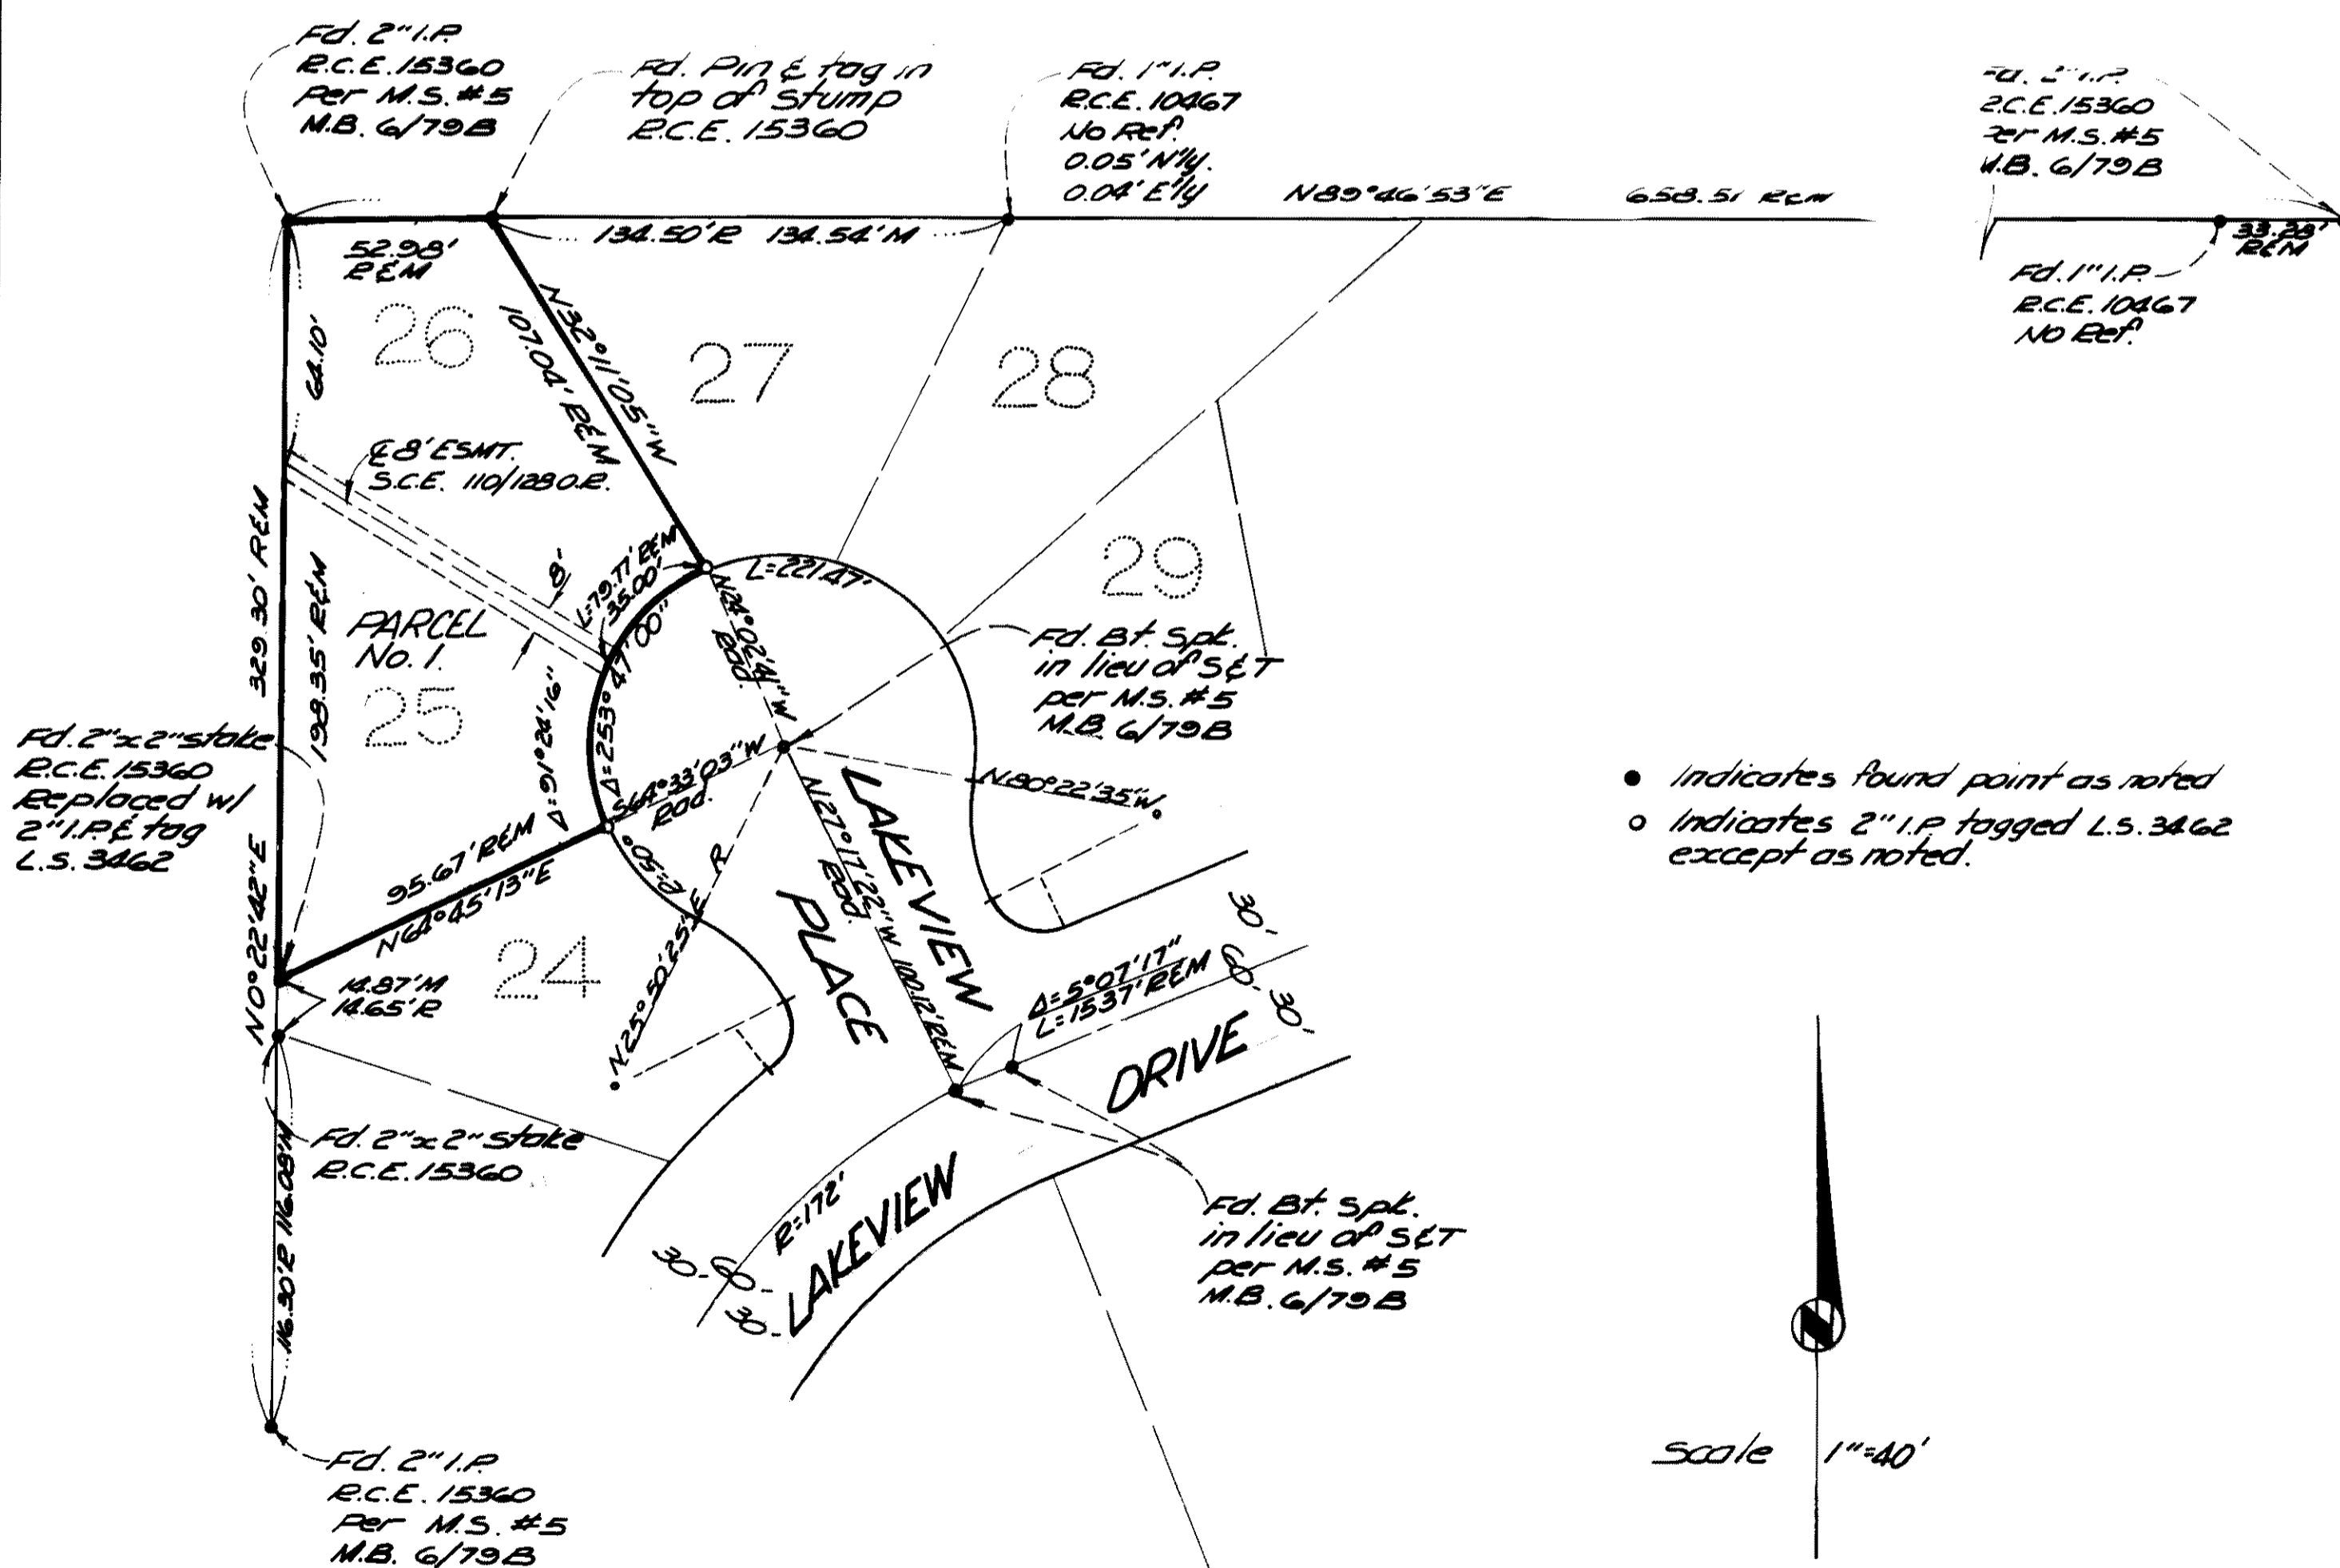 Fd. 2" I.P.
R.C.E. 15360
Per M.S. #5
M.B. 6/79B
Fd. Pin & tag in
top of stump
R.C.E. 15360
Fd. 1" I.P.
R.C.E. 10467
No Ref.
0.05' N'ly.
0.04' E'ly
N89°46'53"E
658.51 R&M
Fd. 2" I.P.
R.C.E. 15360
Per M.S. #5
M.B. 6/79B
33.28'
R&M
Fd. 1" I.P.
R.C.E. 10467
No Ref.
52.98'
R&M
134.50' R 134.54' M
26
27
28
29
64.10'
N32°11'05"W
107.04' R&M
℄ 8' ESMT.
S.C.E. 110/128 O.R.
329.30' R&M
198.35' R&M
8'
L=79.77' R&M
35.00'
L=221.47'
Δ=253°47'00"
Δ=91°24'16"
N24°02'41"W
Rad.
PARCEL
No. 1.
25
Fd. Bt. Spk.
in lieu of S&T
per M.S. #5
M.B. 6/79B
Fd. 2"x2" stake
R.C.E. 15360
Replaced w/
2" I.P. & tag
L.S. 3462
S64°33'03"W
Rad.
N80°22'35"W
95.67' R&M
N64°45'13"E
R=50'
N25°50'25"E R
N27°17'22"W 100.12' R&M
Rad.
LAKEVIEW
PLACE
N0°22'42"E
24
14.87' M
14.65' R
Δ=5°07'17"
L=15.37' R&M
30'
60'
30'
DRIVE
Fd. 2"x2" stake
R.C.E. 15360
116.30' R 116.08' M
R=172'
LAKEVIEW
30'
60'
30'
Fd. Bt. Spk.
in lieu of S&T
per M.S. #5
M.B. 6/79B
Fd. 2" I.P.
R.C.E. 15360
Per M.S. #5
M.B. 6/79B
● Indicates found point as noted
○ Indicates 2" I.P. tagged L.S. 3462
except as noted.
N
Scale 1"=40'